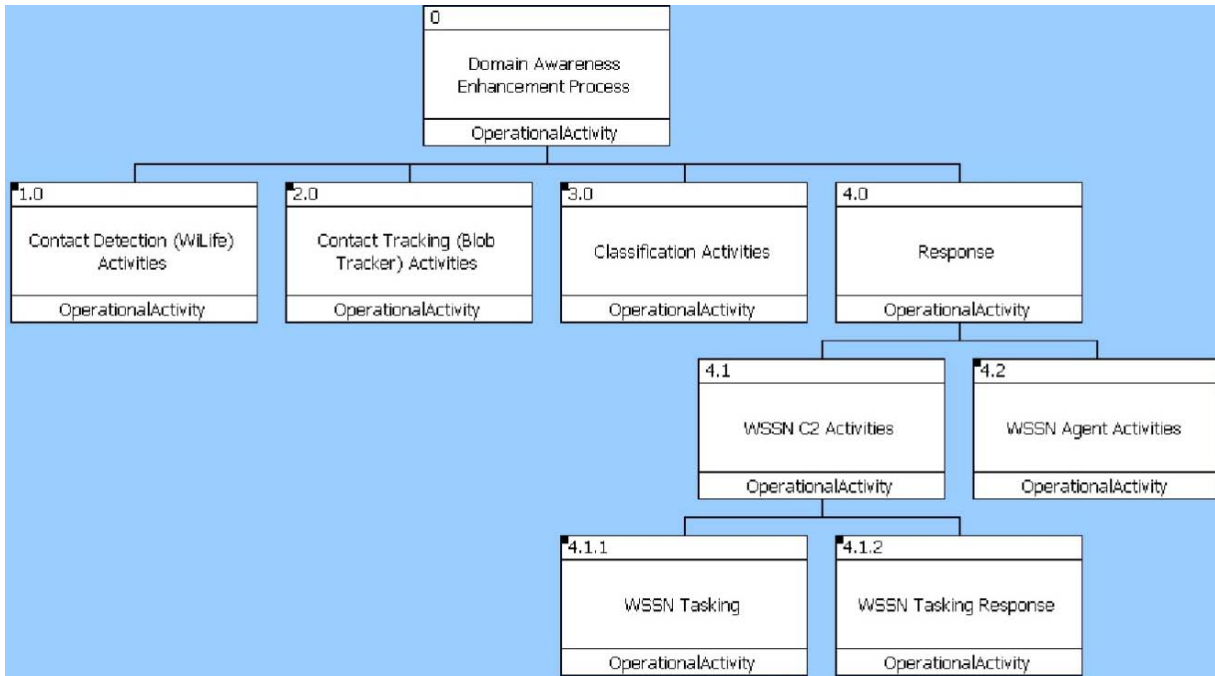 0
Domain Awareness
Enhancement Process
OperationalActivity
1.0
Contact Detection (WiLife)
Activities
OperationalActivity
2.0
Contact Tracking (Blob
Tracker) Activities
OperationalActivity
3.0
Classification Activities
OperationalActivity
4.0
Response
OperationalActivity
4.1
WSSN C2 Activities
OperationalActivity
4.2
WSSN Agent Activities
OperationalActivity
4.1.1
WSSN Tasking
OperationalActivity
4.1.2
WSSN Tasking Response
OperationalActivity